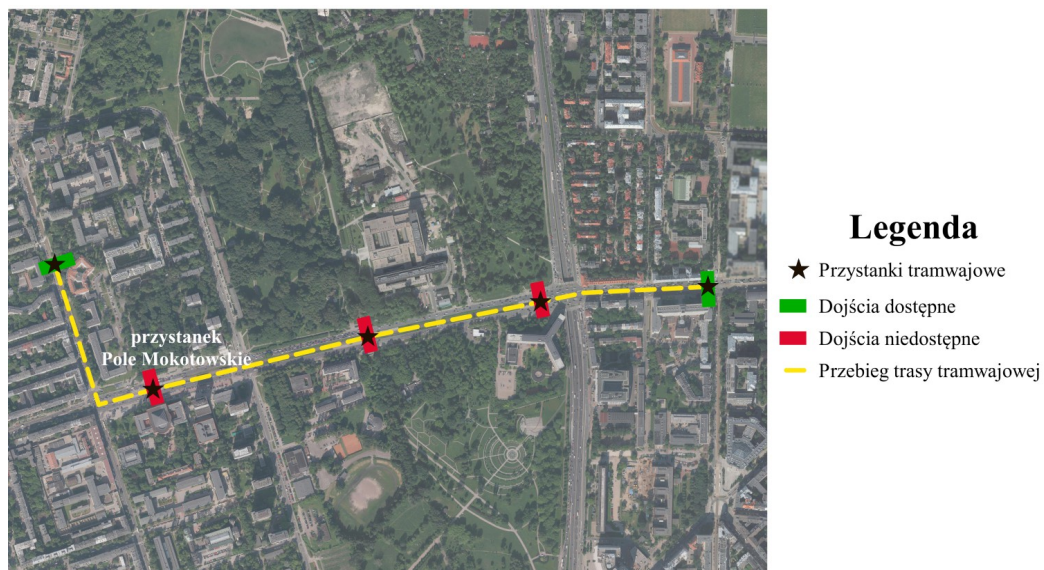 przystanek
Pole Mokotowskie
Legenda
Przystanki tramwajowe
Dojścia dostępne
Dojścia niedostępne
Przebieg trasy tramwajowej